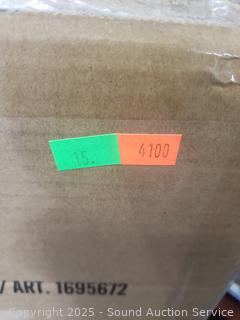 15. 4100
/ ART. 1695672
Copyright 2025 - Sound Auction Service